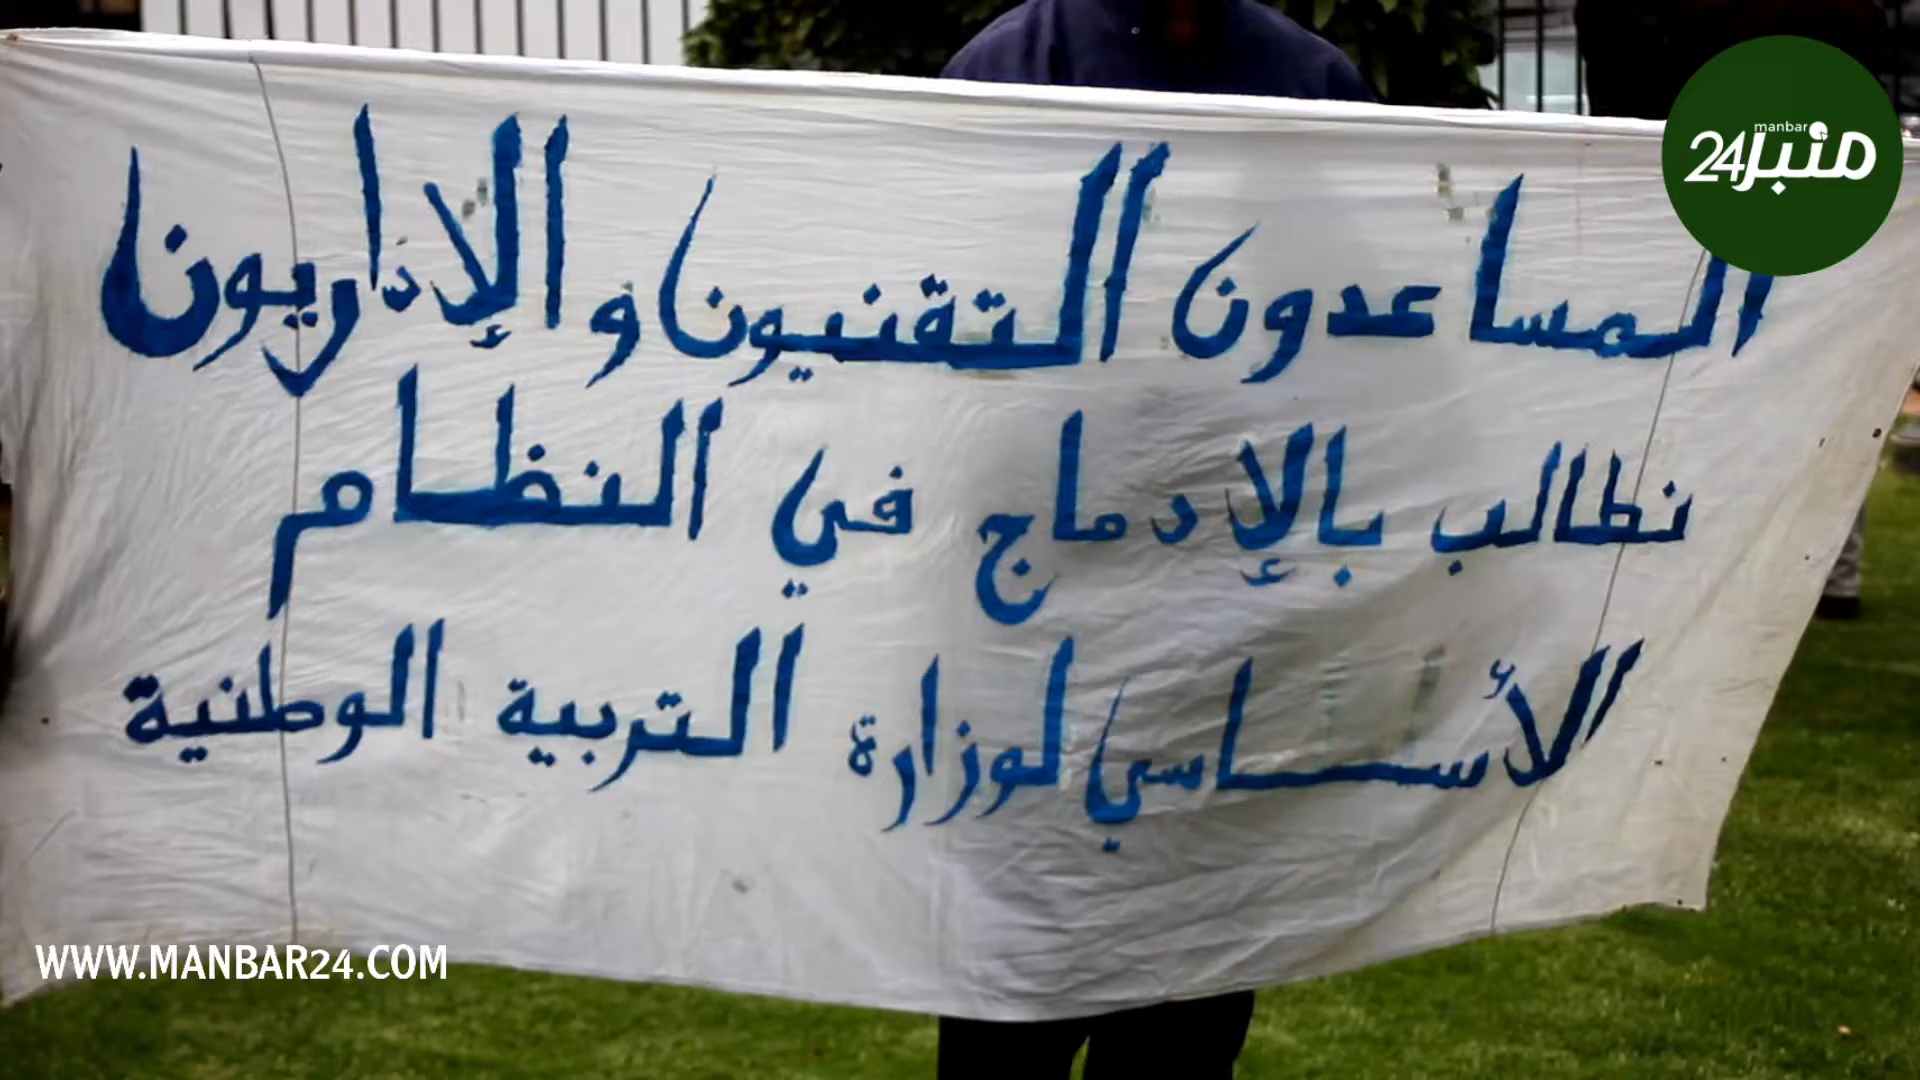 manbar
منبر24
المساعدون التقنيون والإداريون
نطالب بالإدماج في النظام
الأساسي لوزارة التربية الوطنية
WWW.MANBAR24.COM